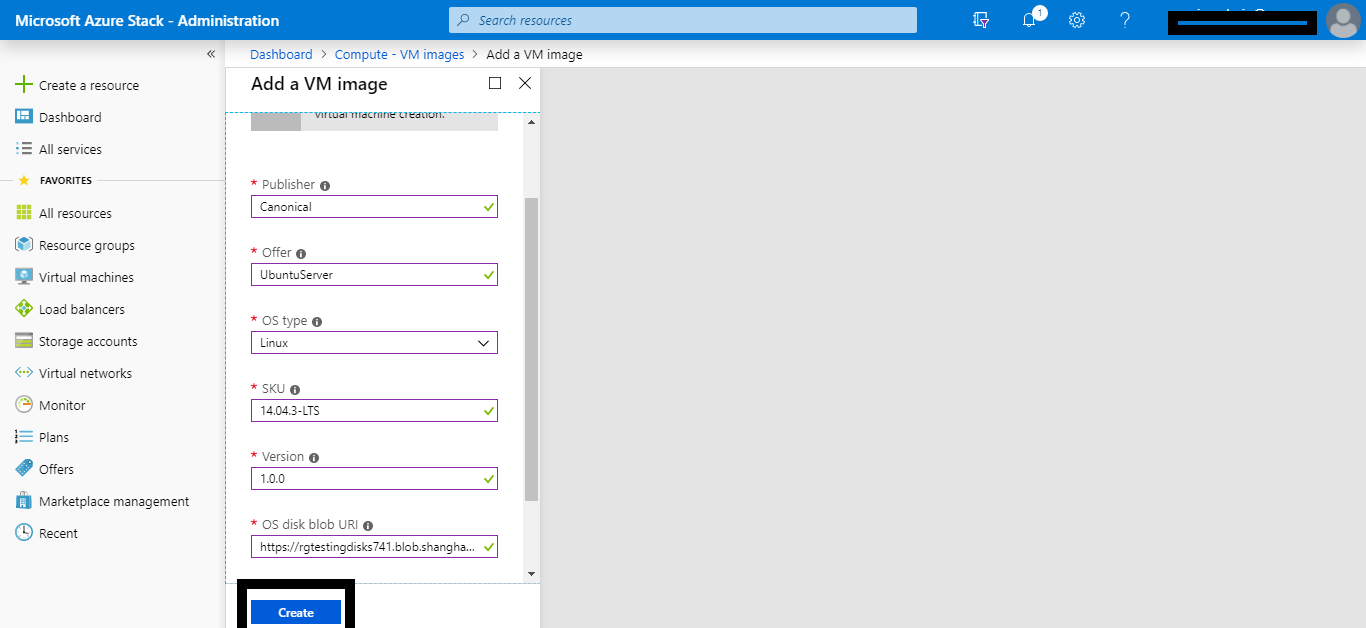 Microsoft Azure Stack - Administration
Search resources
1
?
«
Dashboard > Compute - VM images > Add a VM image
Create a resource
Dashboard
All services
FAVORITES
All resources
Resource groups
Virtual machines
Load balancers
Storage accounts
Virtual networks
Monitor
Plans
Offers
Marketplace management
Recent
Add a VM image
virtual machine creation.
* Publisher
Canonical
* Offer
UbuntuServer
* OS type
Linux
* SKU
14.04.3-LTS
* Version
1.0.0
* OS disk blob URI
https://rgtestingdisks741.blob.shangha...
Create